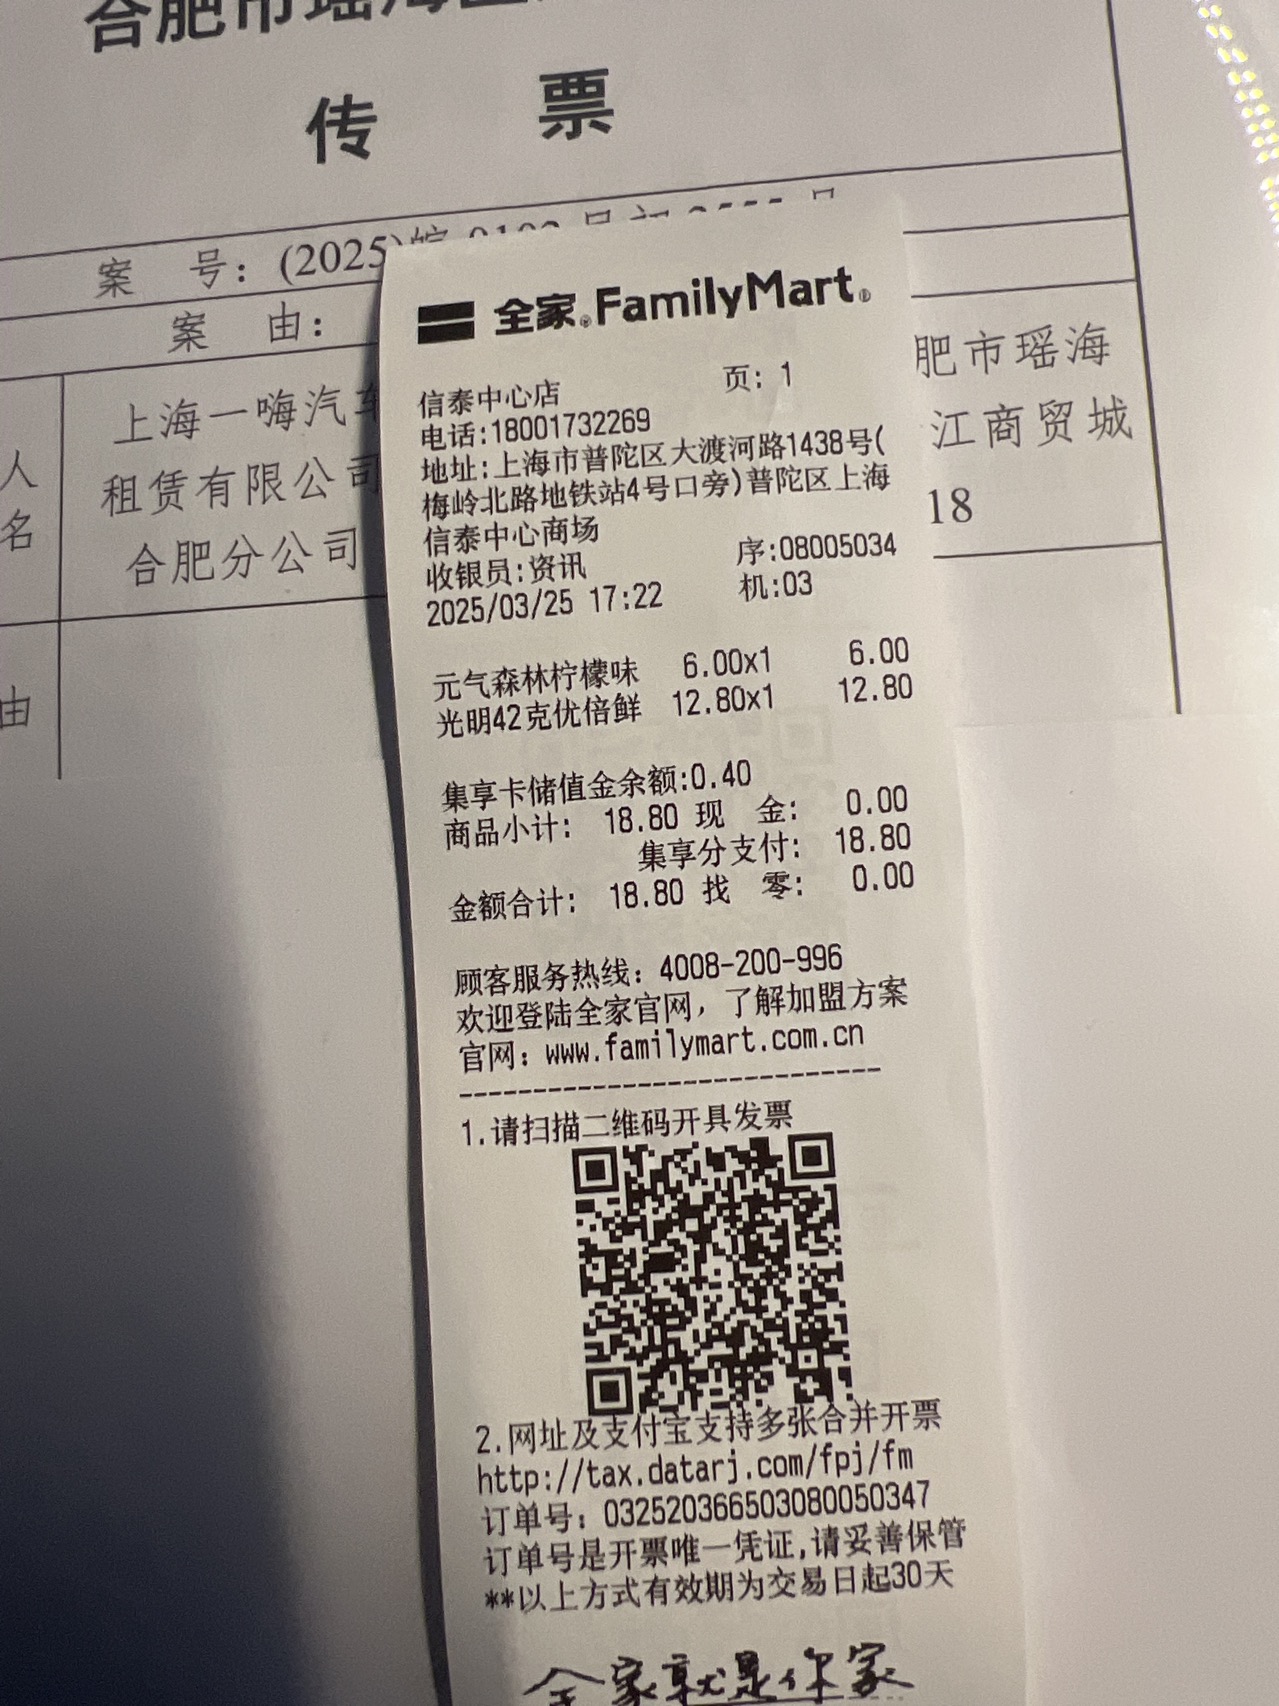 合肥市瑶海区
传 票
案 号：(2025)皖
案 由：
上海一嗨汽车
租赁有限公司
合肥分公司
人
名
由
肥市瑶海
江商贸城
18
全家 FamilyMart
信泰中心店 页: 1
电话:18001732269
地址:上海市普陀区大渡河路1438号(
梅岭北路地铁站4号口旁)普陀区上海
信泰中心商场
收银员:资讯 序:08005034
2025/03/25 17:22 机:03
元气森林柠檬味 6.00x1 6.00
光明42克优倍鲜 12.80x1 12.80
集享卡储值金余额:0.40
商品小计: 18.80 现 金: 0.00
集享分支付: 18.80
金额合计: 18.80 找 零: 0.00
顾客服务热线: 4008-200-996
欢迎登陆全家官网，了解加盟方案
官网: www.familymart.com.cn
----------------------------
1.请扫描二维码开具发票
2.网址及支付宝支持多张合并开票
http://tax.datarj.com/fpj/fm
订单号: 032520366503080050347
订单号是开票唯一凭证,请妥善保管
**以上方式有效期为交易日起30天
全家就是你家